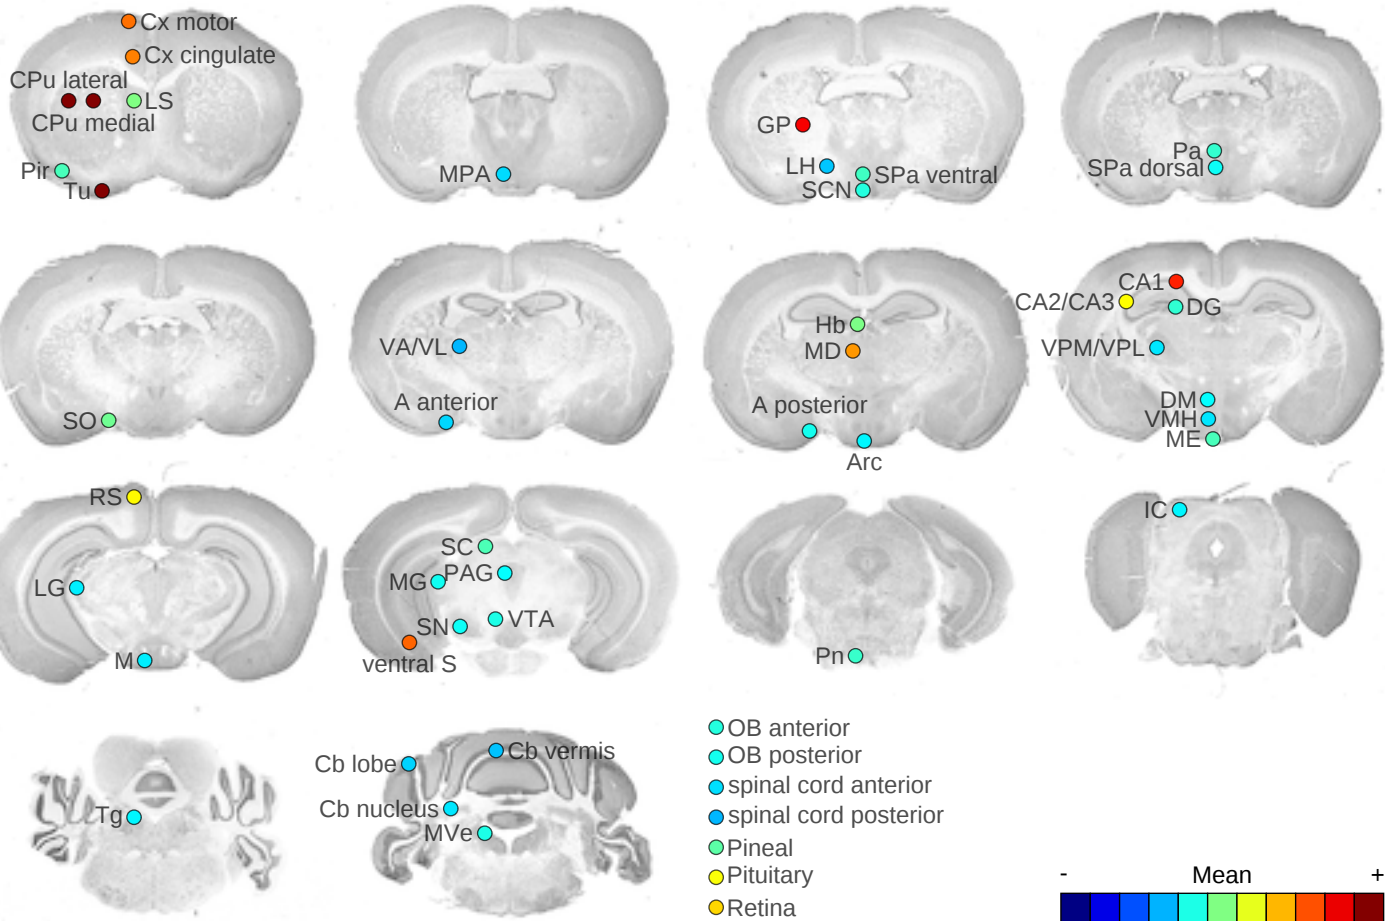 Cx motor
Cx cingulate
CPu lateral
LS
CPu medial
Pir
Tu
MPA
GP
LH
SPa ventral
SCN
Pa
SPa dorsal
SO
VA/VL
A anterior
Hb
MD
A posterior
Arc
CA1
CA2/CA3
DG
VPM/VPL
DM
VMH
ME
RS
LG
M
SC
PAG
MG
VTA
SN
ventral S
Pn
IC
Tg
Cb vermis
Cb lobe
Cb nucleus
MVe
OB anterior
OB posterior
spinal cord anterior
spinal cord posterior
Pineal
Pituitary
Retina
- Mean +